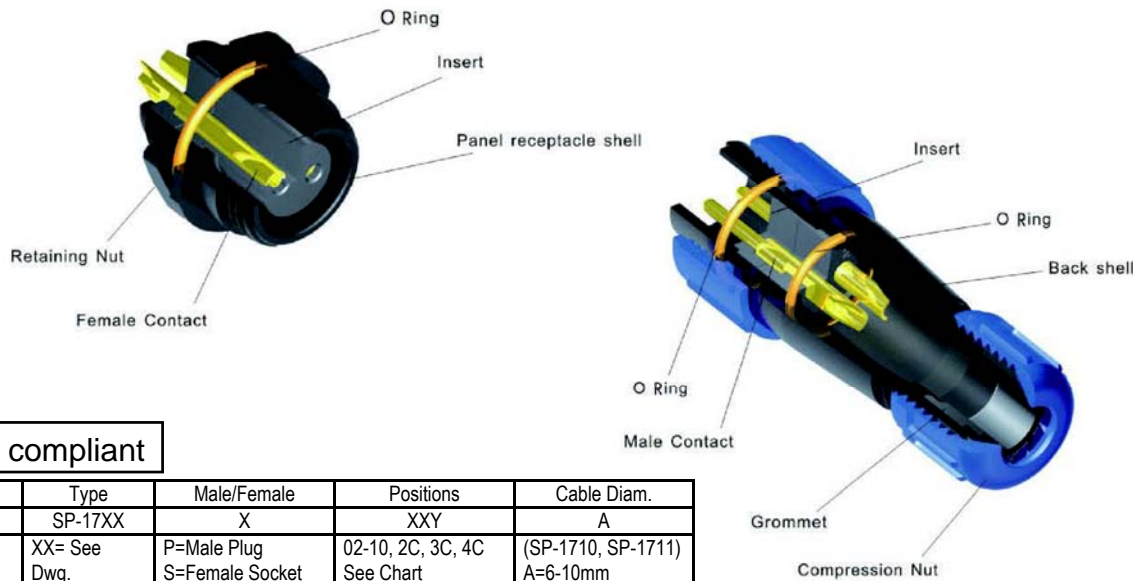 O Ring
Insert
Panel receptacle shell
Retaining Nut
Female Contact
Insert
O Ring
Back shell
O Ring
Male Contact
Grommet
Compression Nut
compliant
Type Male/Female Positions Cable Diam.
SP-17XX X XXY A
XX= See P=Male Plug 02-10, 2C, 3C, 4C (SP-1710, SP-1711)
Dwg. S=Female Socket See Chart A=6-10mm